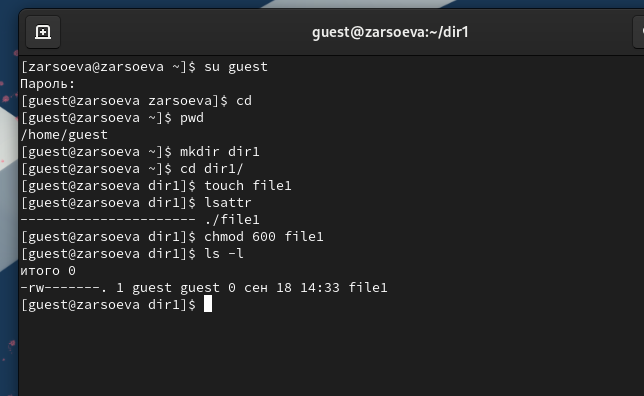 guest@zarsoeva:~/dir1
[zarsoeva@zarsoeva ~]$ su guest
Пароль:
[guest@zarsoeva zarsoeva]$ cd
[guest@zarsoeva ~]$ pwd
/home/guest
[guest@zarsoeva ~]$ mkdir dir1
[guest@zarsoeva ~]$ cd dir1/
[guest@zarsoeva dir1]$ touch file1
[guest@zarsoeva dir1]$ lsattr
---------------------- ./file1
[guest@zarsoeva dir1]$ chmod 600 file1
[guest@zarsoeva dir1]$ ls -l
итого 0
-rw-------. 1 guest guest 0 сен 18 14:33 file1
[guest@zarsoeva dir1]$